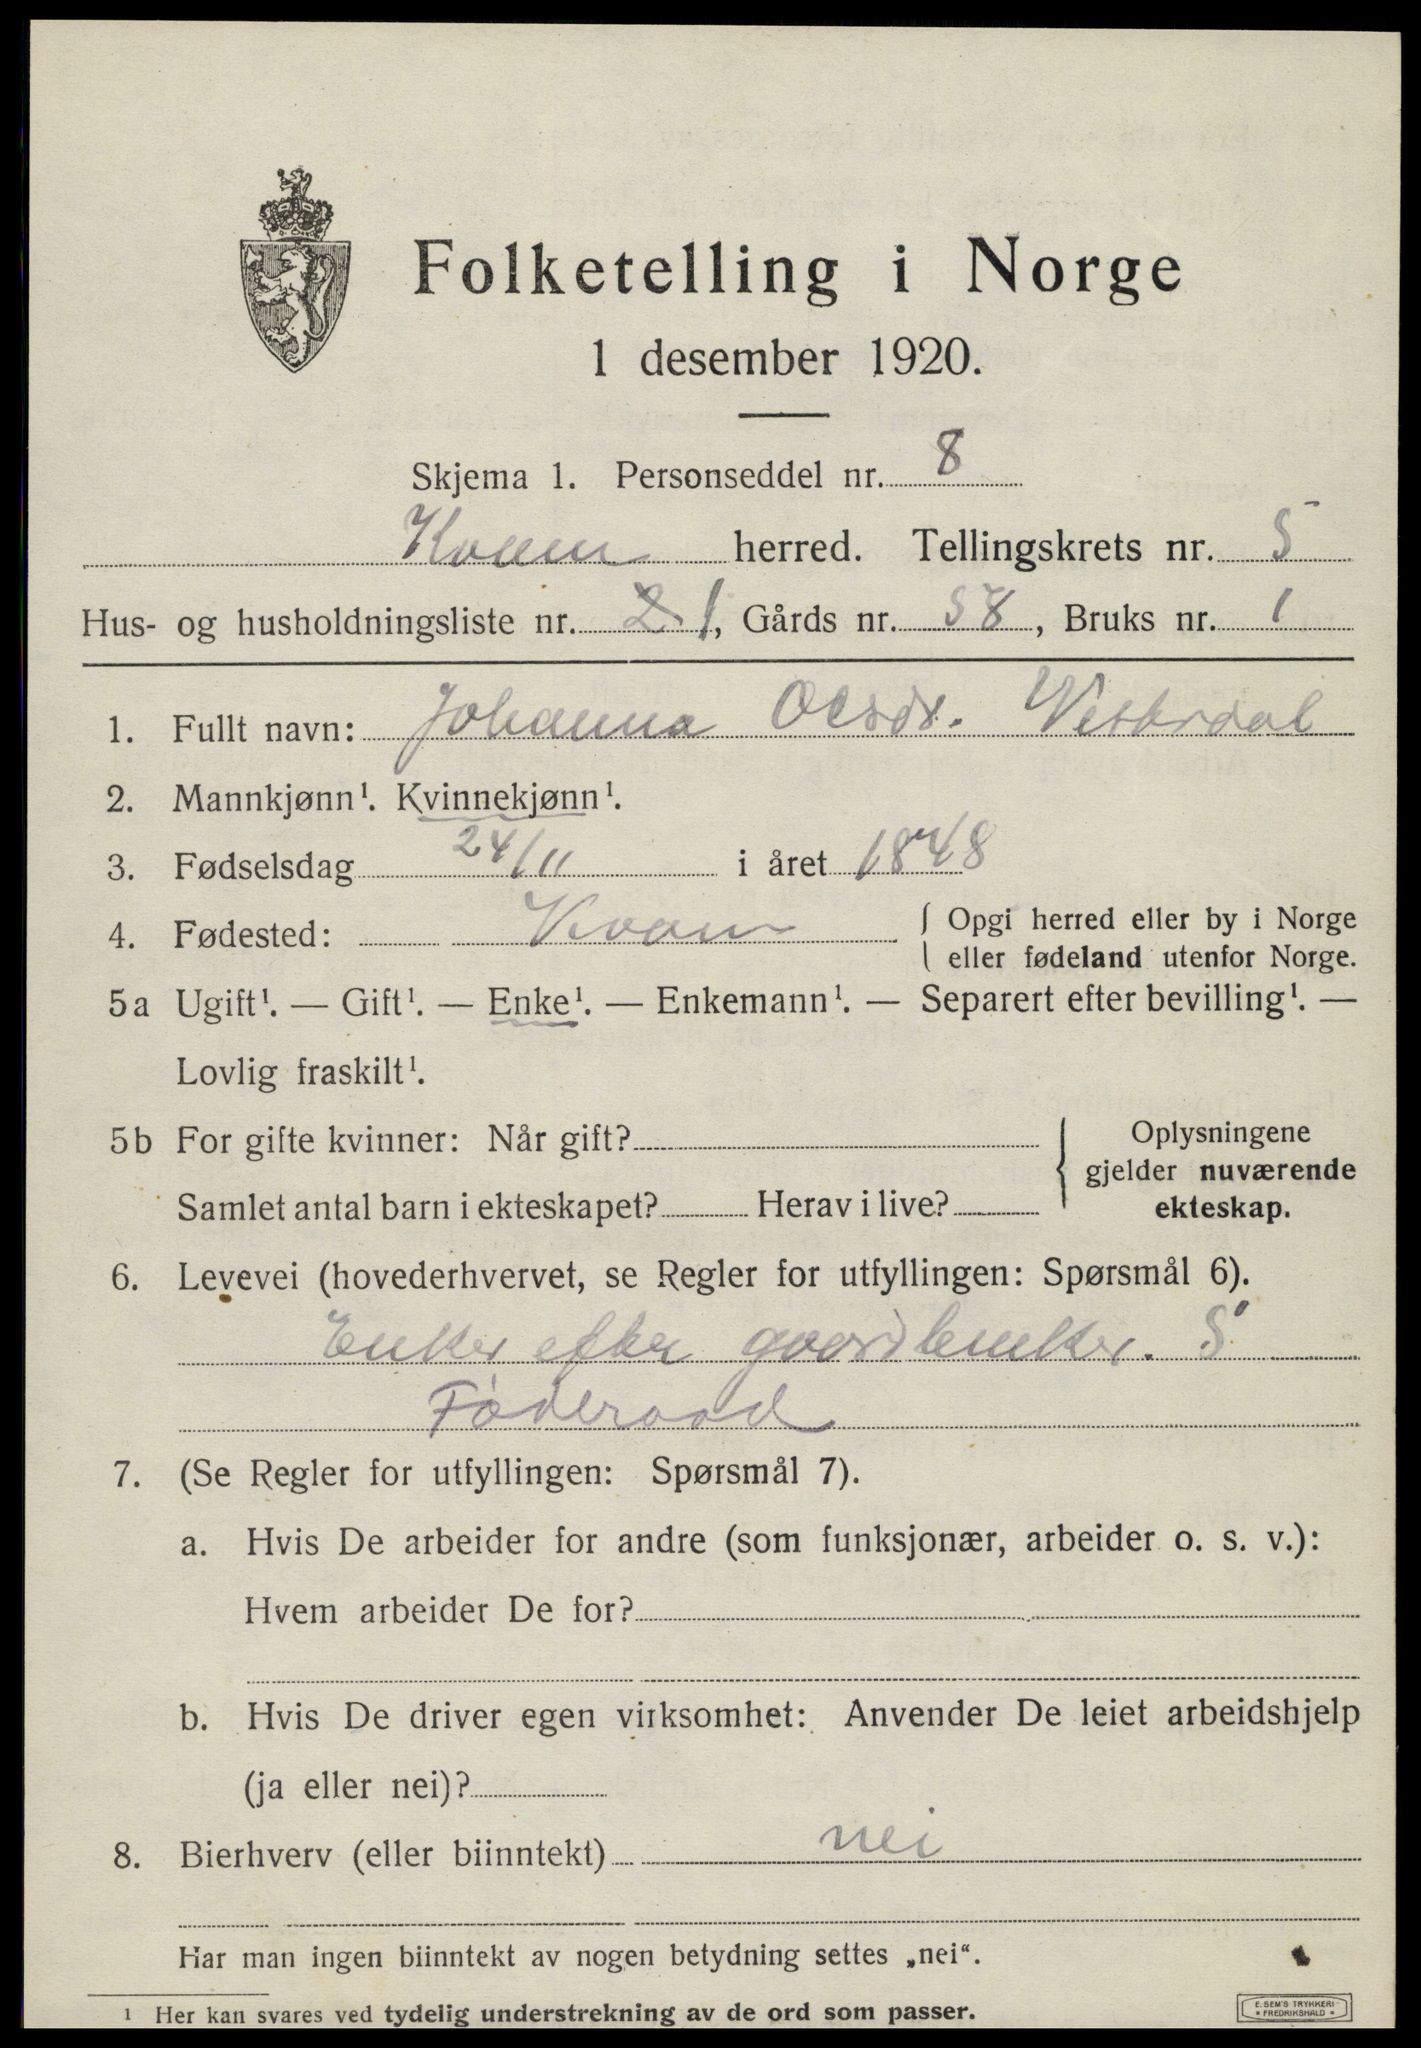 Folketelling i Norge
1 desember 1920.
Skjema 1. Personseddel nr. 8
Kvam herred. Tellingskrets nr. 5
Hus- og husholdningsliste nr. 1, Gårds nr. 58, Bruks nr. 1
1. Fullt navn: Johanna Olsdr. Vesterdal
2. Mannkjønn¹. Kvinnekjønn¹.
3. Fødselsdag 24/11 i året 1848
4. Fødested: Kvam { Opgi herred eller by i Norge
eller fødeland utenfor Norge.
5a Ugift¹. — Gift¹. — Enke¹. — Enkemann¹. — Separert efter bevilling¹. —
Lovlig fraskilt¹.
5b For gifte kvinner: Når gift?
Samlet antal barn i ekteskapet? Herav i live?
{ Oplysningene
gjelder nuværende
ekteskap.
6. Levevei (hovederhvervet, se Regler for utfyllingen: Spørsmål 6).
Enke efter gaardbruker. S
Føderaad
7. (Se Regler for utfyllingen: Spørsmål 7).
a. Hvis De arbeider for andre (som funksjonær, arbeider o. s. v.):
Hvem arbeider De for?
b. Hvis De driver egen virksomhet: Anvender De leiet arbeidshjelp
(ja eller nei)?
8. Bierhverv (eller biinntekt) nei
Har man ingen biinntekt av nogen betydning settes „nei“.
¹ Her kan svares ved tydelig understrekning av de ord som passer.
E. SEM'S TRYKKERI
* FREDRIKSHALD *